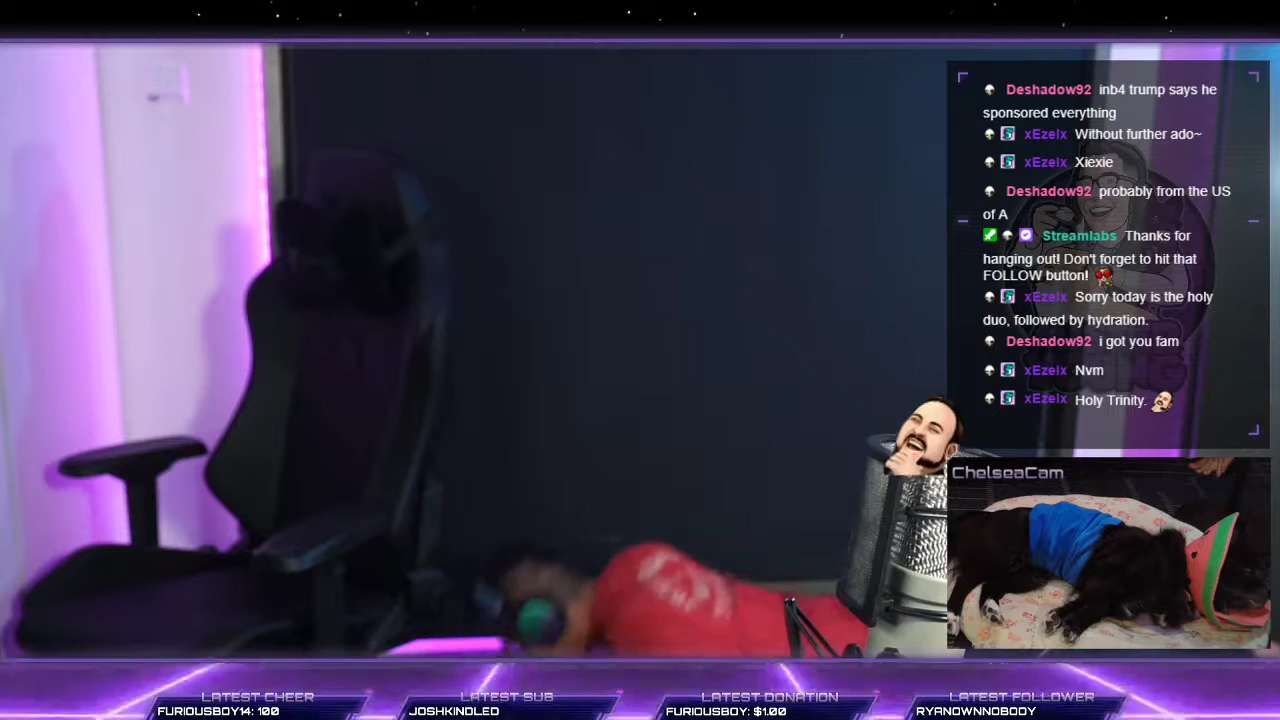 Deshadow92 inb4 trump says he
sponsored everything
xEzelx Without further ado~
xEzelx Xiexie
Deshadow92 probably from the US
of A
Streamlabs Thanks for
hanging out! Don't forget to hit that
FOLLOW button!
xEzelx Sorry today is the holy
duo, followed by hydration.
Deshadow92 i got you fam
xEzelx Nvm
xEzelx Holy Trinity.
ChelseaCam
LATEST CHEER
FURIOUSBOY14: 100
LATEST SUB
JOSHKINDLED
LATEST DONATION
FURIOUSBOY: $1.00
LATEST FOLLOWER
RYANOWNNOBODY